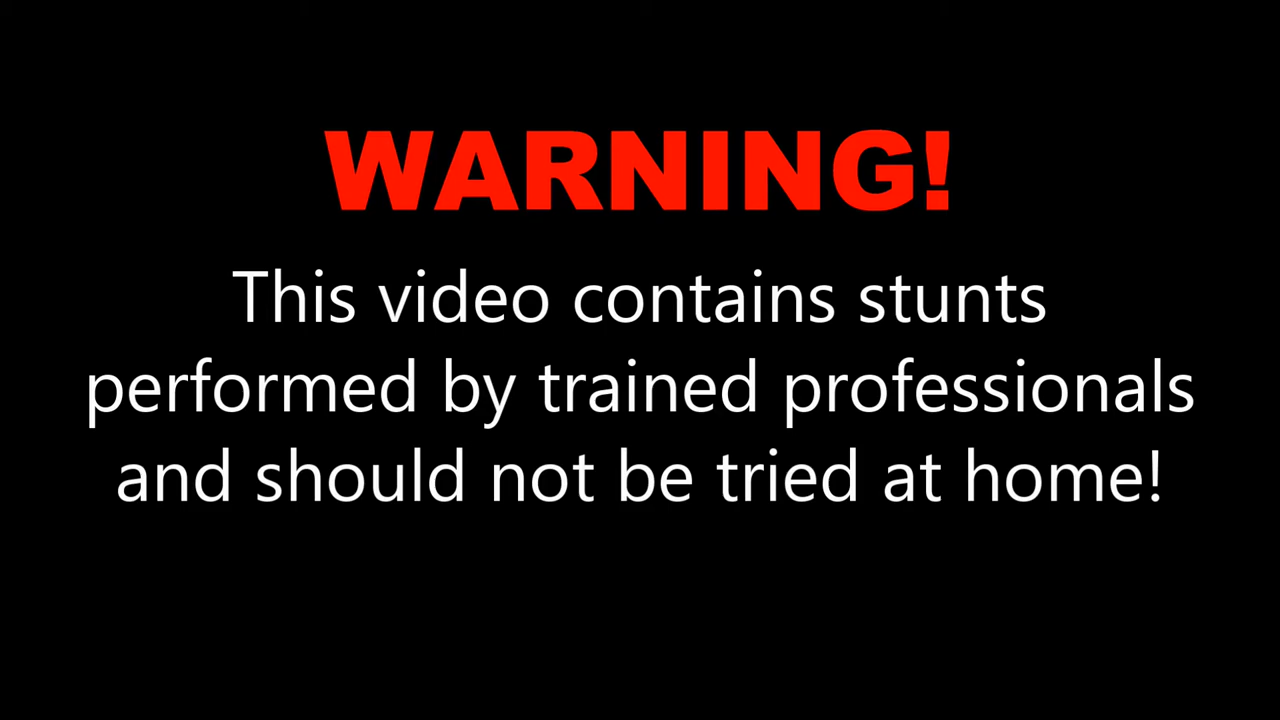 WARNING!
This video contains stunts
performed by trained professionals
and should not be tried at home!